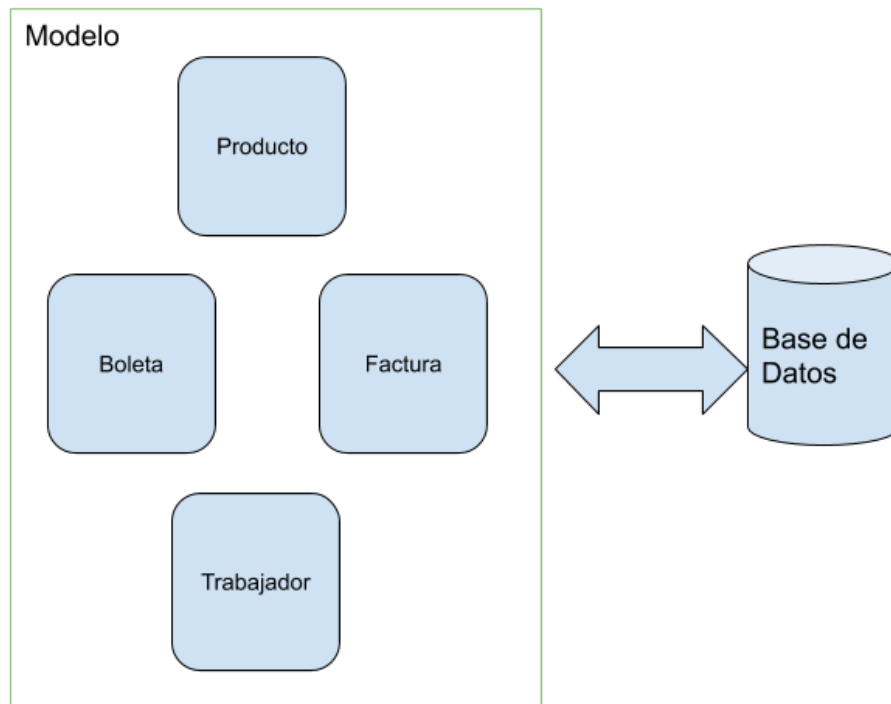 Modelo
Producto
Boleta
Factura
Base de
Datos
Trabajador